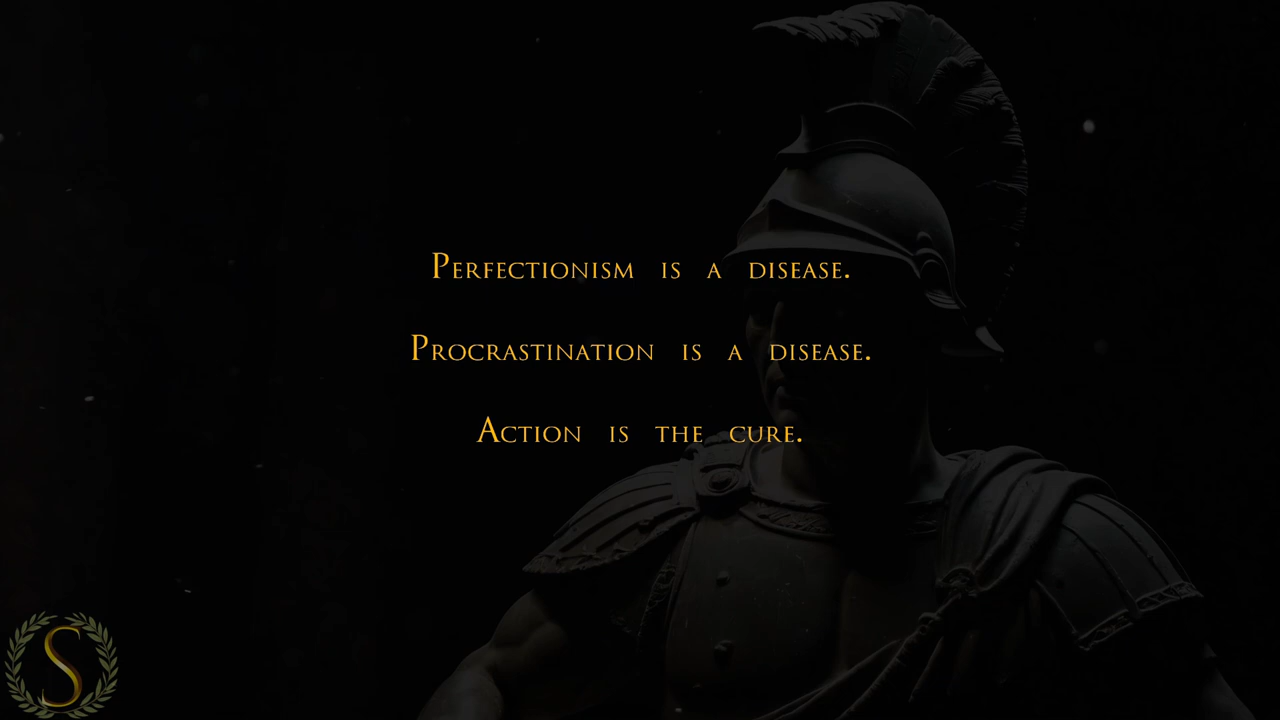 Perfectionism is a disease.
Procrastination is a disease.
Action is the cure.
S